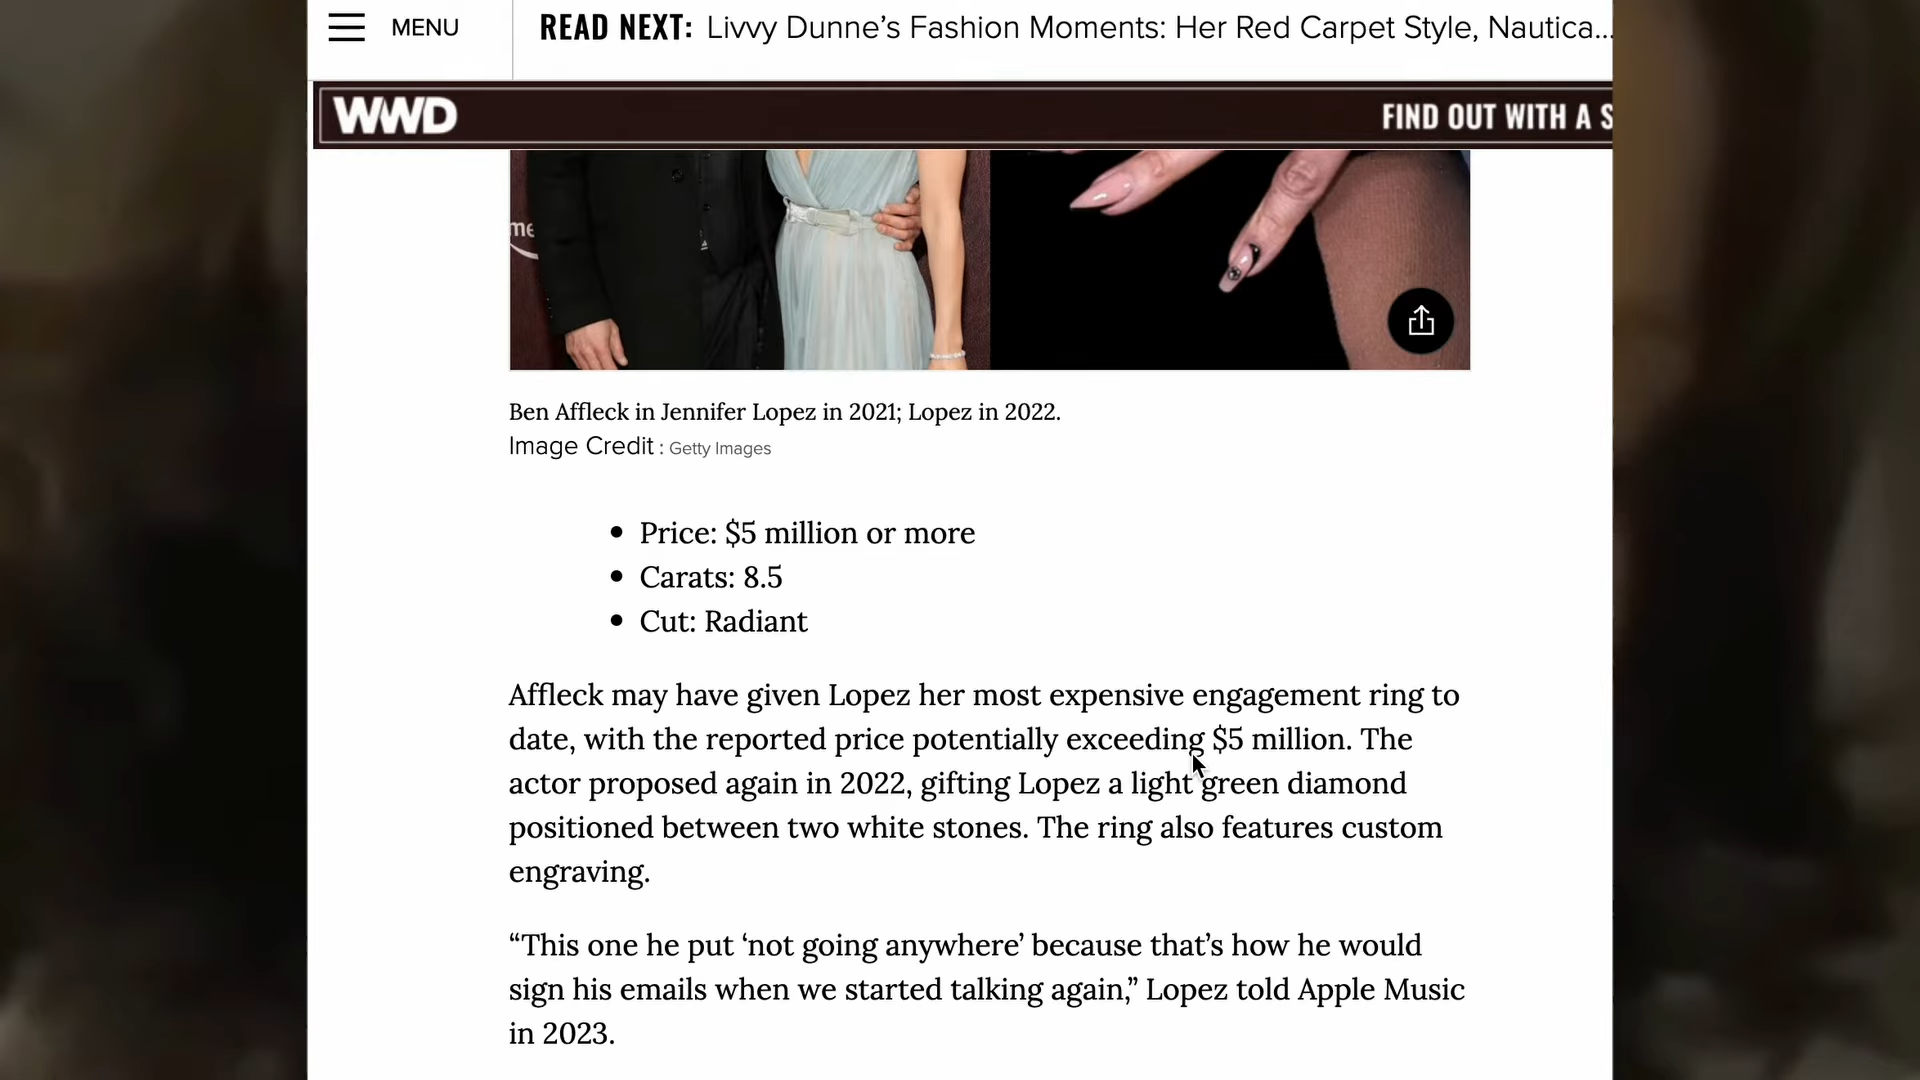 MENU
READ NEXT: Livvy Dunne’s Fashion Moments: Her Red Carpet Style, Nautica...
WWD
FIND OUT WITH A S
me
Ben Affleck in Jennifer Lopez in 2021; Lopez in 2022.
Image Credit : Getty Images
• Price: $5 million or more
• Carats: 8.5
• Cut: Radiant
Affleck may have given Lopez her most expensive engagement ring to
date, with the reported price potentially exceeding $5 million. The
actor proposed again in 2022, gifting Lopez a light green diamond
positioned between two white stones. The ring also features custom
engraving.
“This one he put ‘not going anywhere’ because that’s how he would
sign his emails when we started talking again,” Lopez told Apple Music
in 2023.